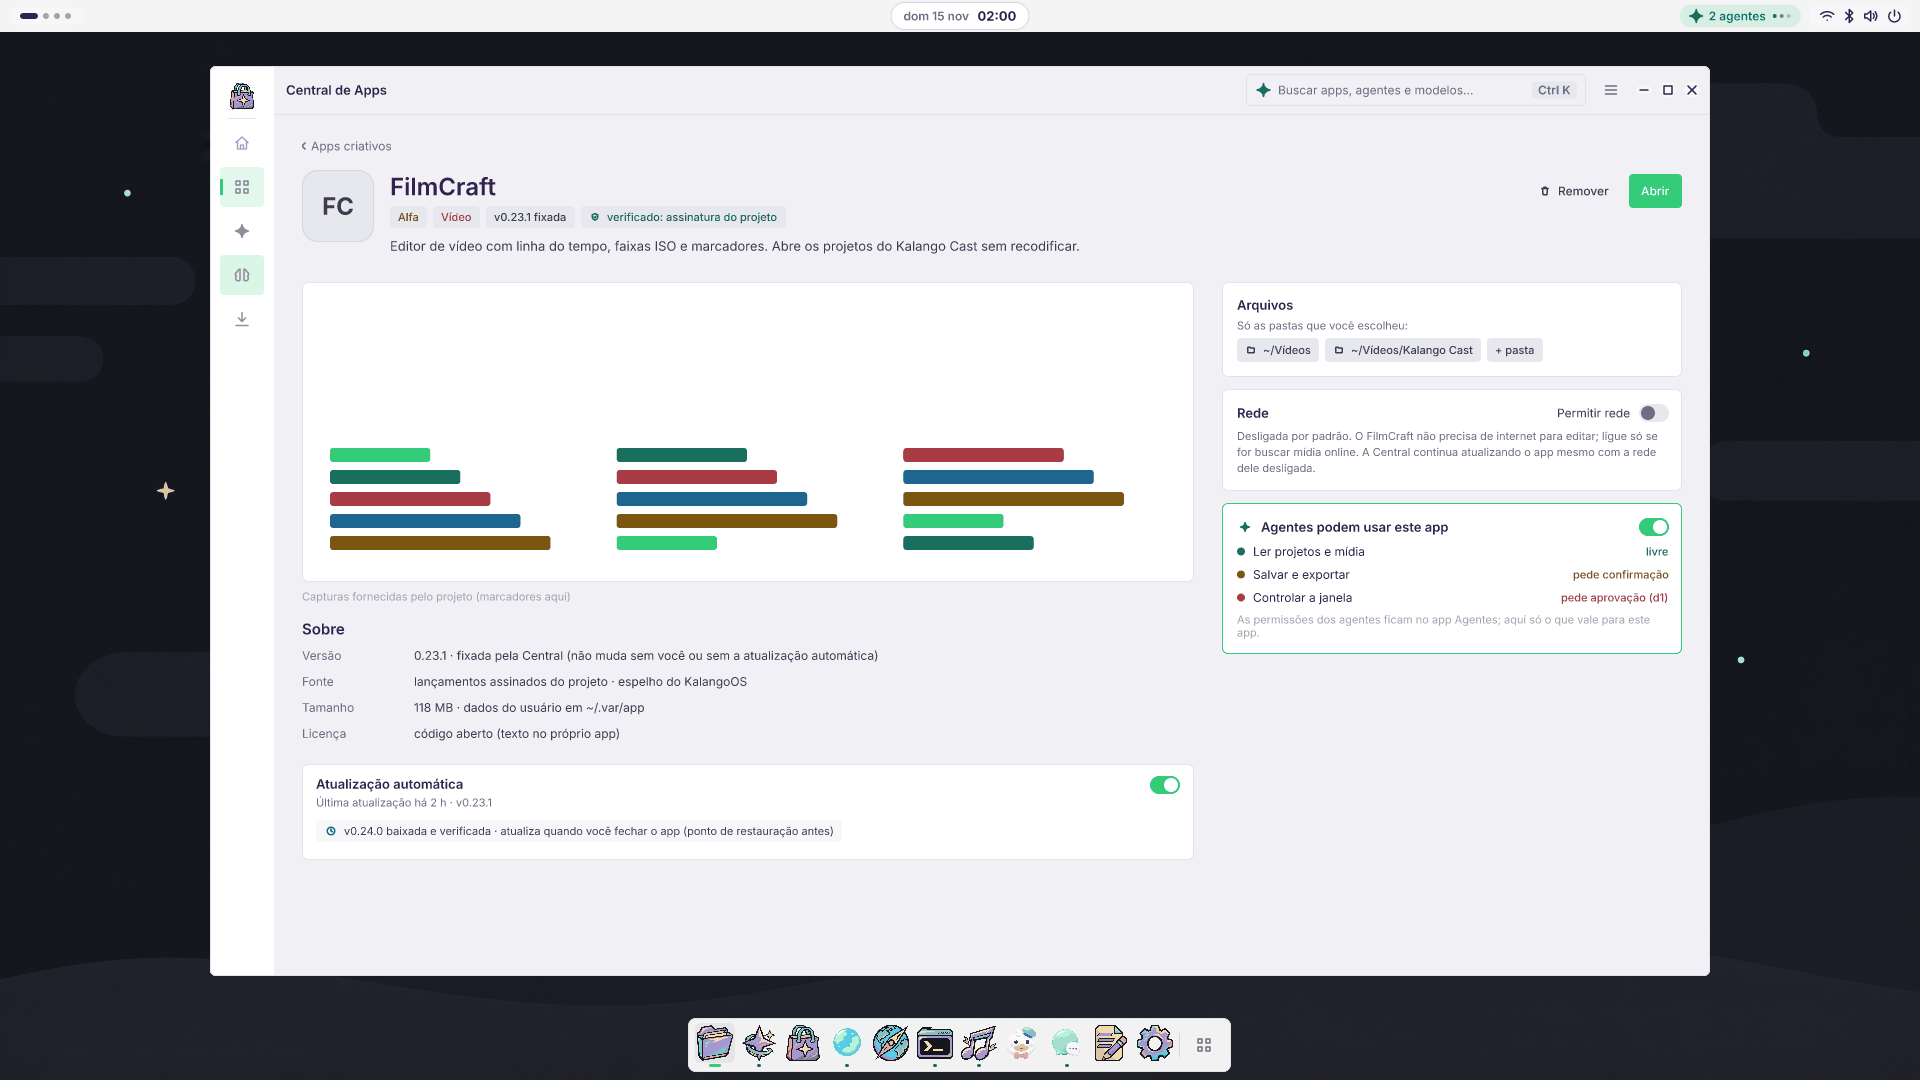 dom 15 nov 02:00
2 agentes
Central de Apps
Buscar apps, agentes e modelos...
Ctrl K
Apps criativos
FC
FilmCraft
Alfa
Vídeo
v0.23.1 fixada
verificado: assinatura do projeto
Editor de vídeo com linha do tempo, faixas ISO e marcadores. Abre os projetos do Kalango Cast sem recodificar.
Remover
Abrir
Capturas fornecidas pelo projeto (marcadores aqui)
Sobre
Versão
0.23.1 · fixada pela Central (não muda sem você ou sem a atualização automática)
Fonte
lançamentos assinados do projeto · espelho do KalangoOS
Tamanho
118 MB · dados do usuário em ~/.var/app
Licença
código aberto (texto no próprio app)
Atualização automática
Última atualização há 2 h · v0.23.1
v0.24.0 baixada e verificada · atualiza quando você fechar o app (ponto de restauração antes)
Arquivos
Só as pastas que você escolheu:
~/Vídeos
~/Vídeos/Kalango Cast
+ pasta
Rede
Permitir rede
Desligada por padrão. O FilmCraft não precisa de internet para editar; ligue só se
for buscar mídia online. A Central continua atualizando o app mesmo com a rede
dele desligada.
Agentes podem usar este app
Ler projetos e mídia
livre
Salvar e exportar
pede confirmação
Controlar a janela
pede aprovação (d1)
As permissões dos agentes ficam no app Agentes; aqui só o que vale para este
app.